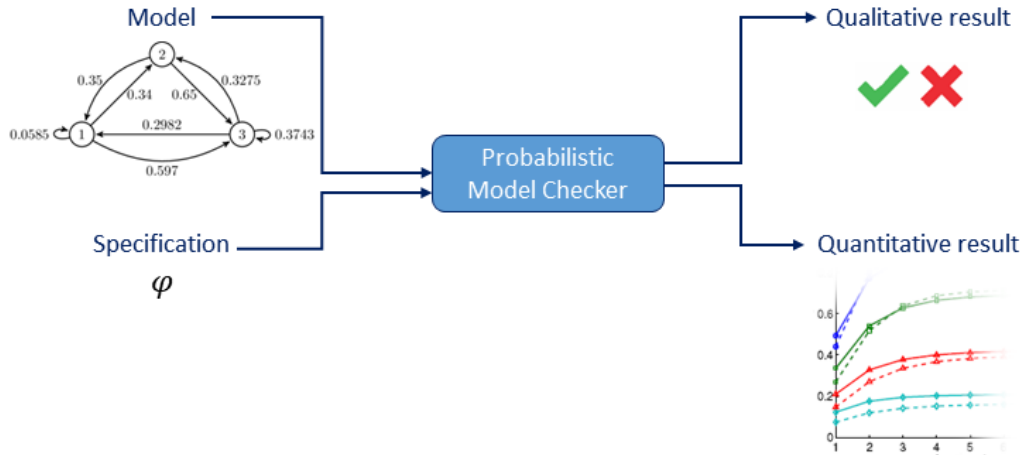 Model
Qualitative result
2
0.35
0.3275
0.34
0.65
0.0585
1
0.2982
3
0.3743
0.597
Probabilistic
Model Checker
Specification
φ
Quantitative result
0.6
0.4
0.2
0
1
2
3
4
5